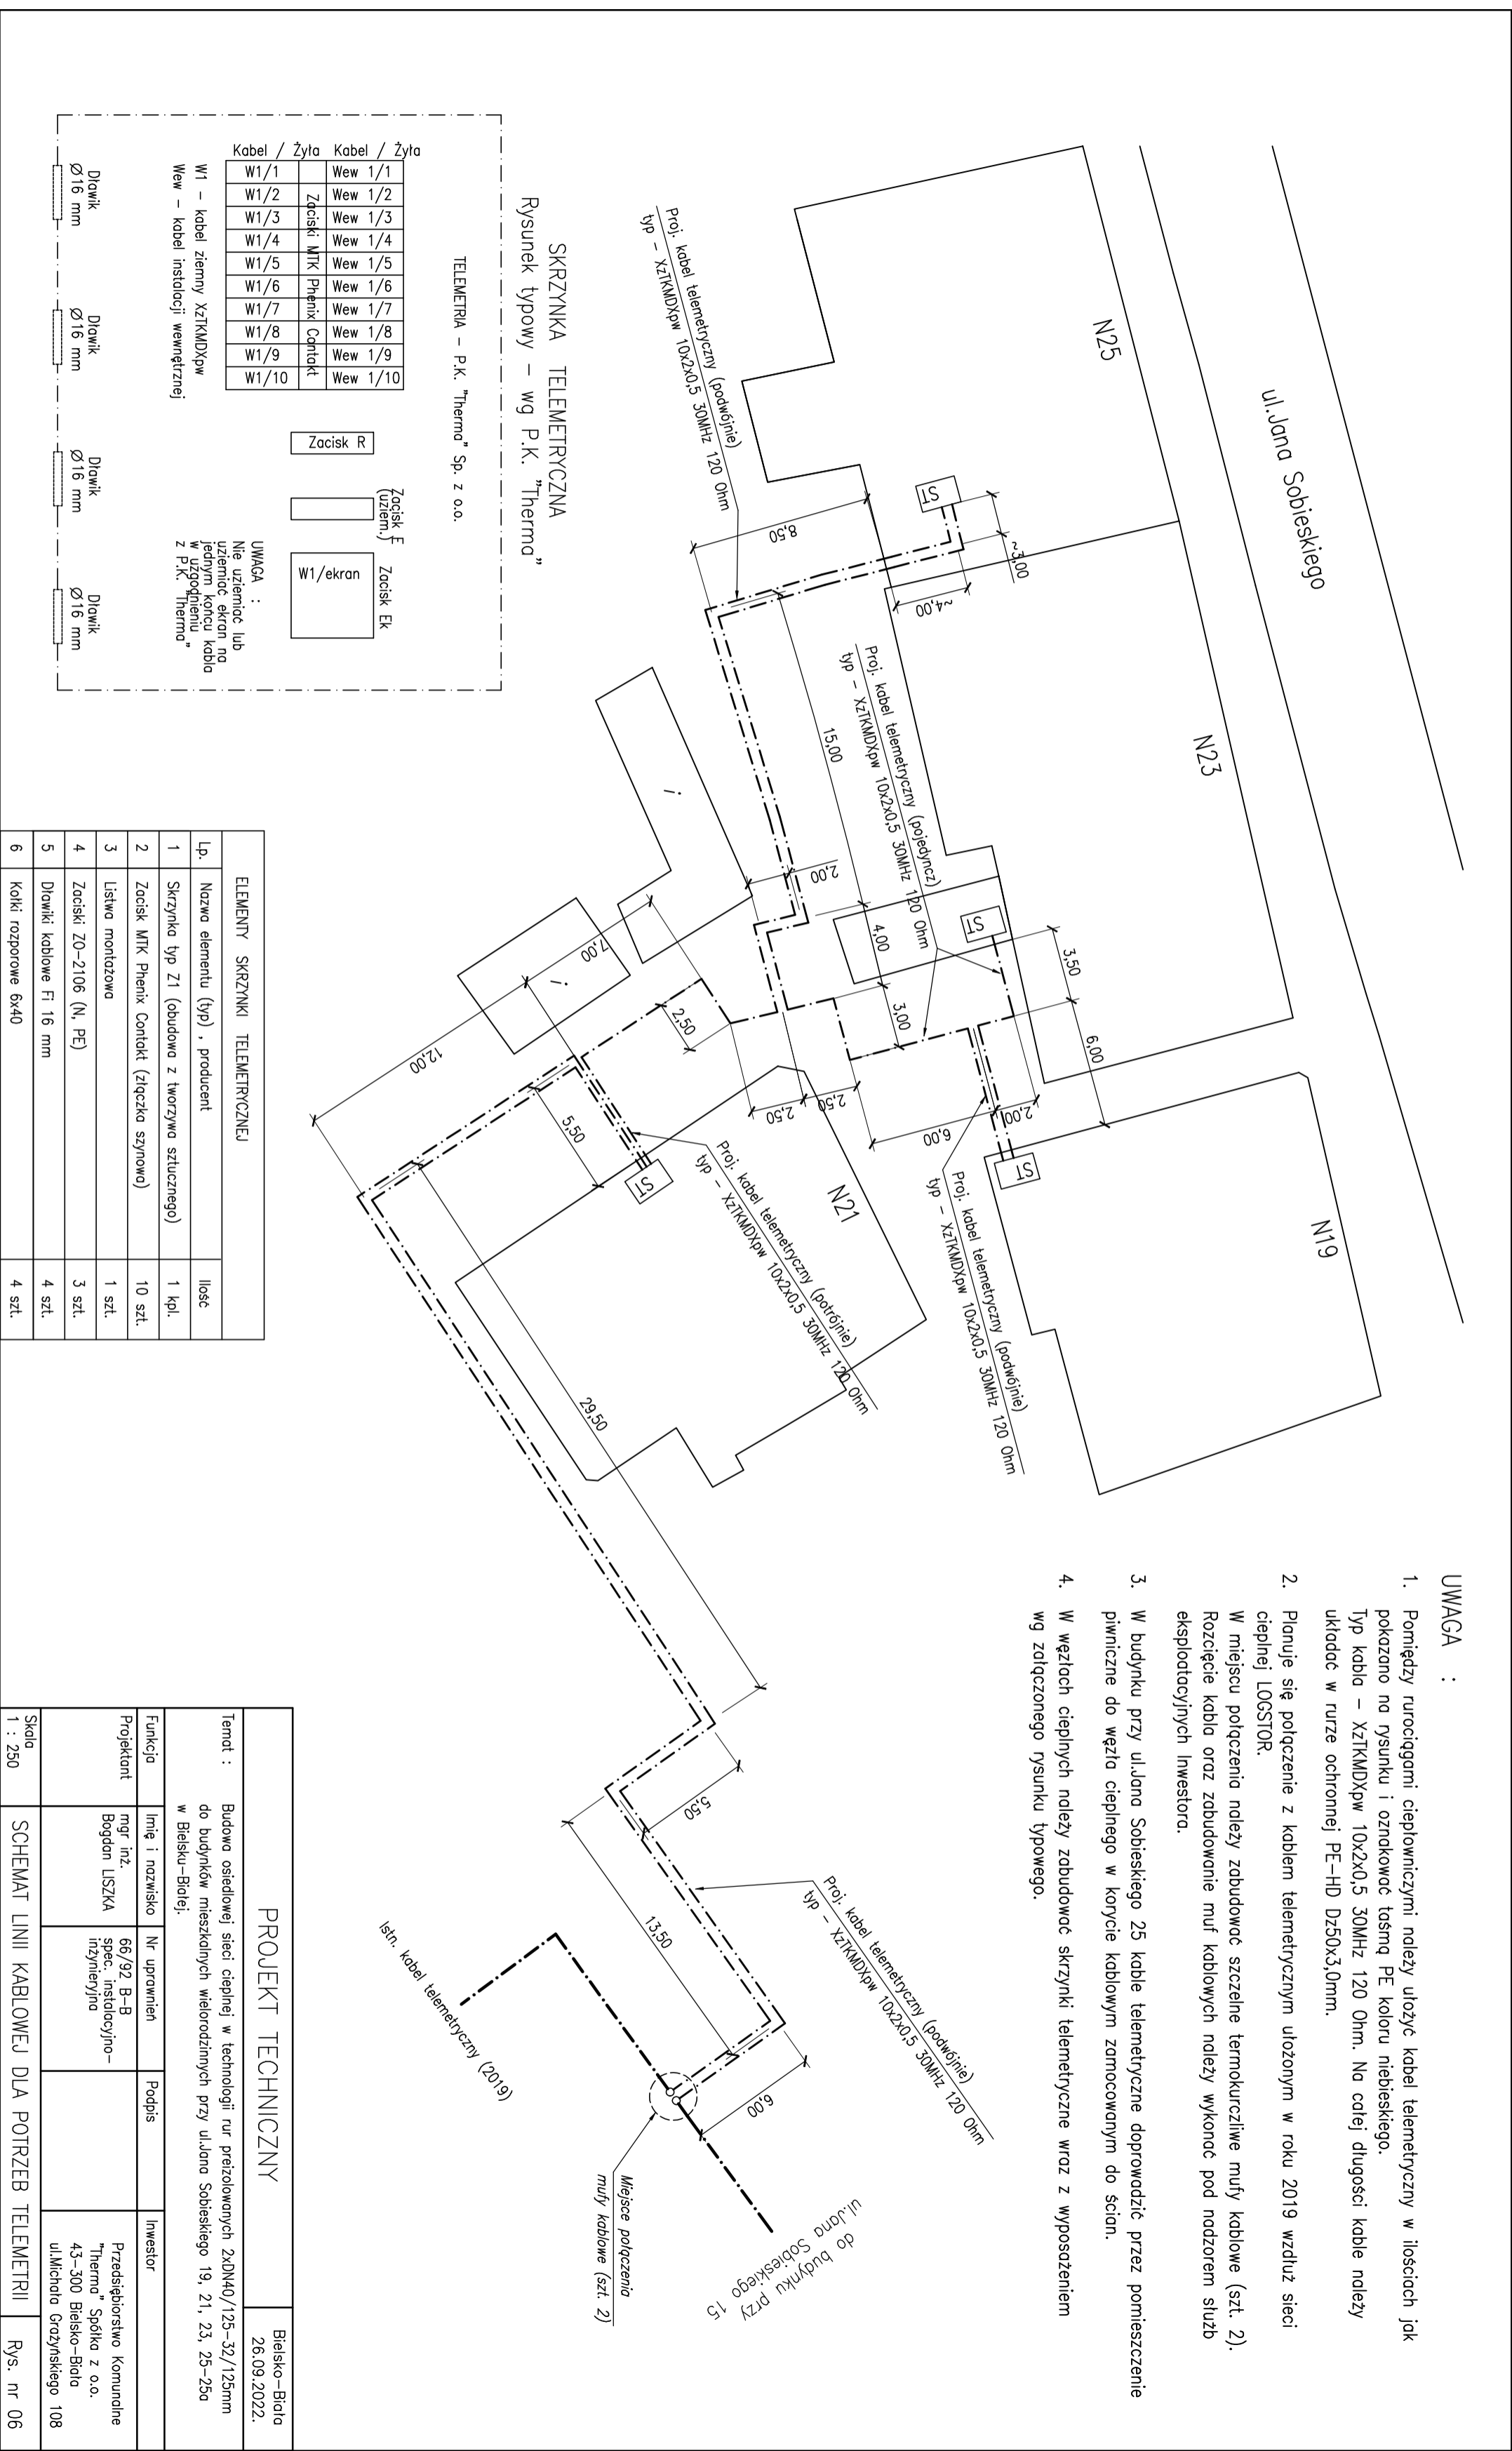 ul.Jana Sobieskiego
N25
N23
N19
N21
i
i
ST
ST
ST
ST
Proj. kabel telemetryczny (podwójnie)
typ – XzTKMDXpw 10x2x0,5 30MHz 120 Ohm
Proj. kabel telemetryczny (pojedyncz)
typ – XzTKMDXpw 10x2x0,5 30MHz 120 Ohm
Proj. kabel telemetryczny (podwójnie)
typ – XzTKMDXpw 10x2x0,5 30MHz 120 Ohm
Proj. kabel telemetryczny (potrójnie)
typ – XzTKMDXpw 10x2x0,5 30MHz 120 Ohm
Proj. kabel telemetryczny (podwójnie)
typ – XzTKMDXpw 10x2x0,5 30MHz 120 Ohm
8,50
~3,00
~4,00
15,00
2,00
4,00
3,00
3,50
6,00
2,00
6,00
2,50
2,50
2,50
7,00
12,00
5,50
29,50
5,50
13,50
6,00
Istn. kabel telemetryczny (2019)
Miejsce połączenia
mufy kablowe (szt. 2)
do budynku przy
ul.Jana Sobieskiego 15
UWAGA :
1. Pomiędzy rurociągami ciepłowniczymi należy ułożyć kabel telemetryczny w ilościach jak
pokazano na rysunku i oznakować taśmą PE koloru niebieskiego.
Typ kabla – XzTKMDXpw 10x2x0,5 30MHz 120 Ohm. Na całej długości kable należy
układać w rurze ochronnej PE–HD Dz50x3,0mm.
2. Planuje się połączenie z kablem telemetrycznym ułożonym w roku 2019 wzdłuż sieci
cieplnej LOGSTOR.
W miejscu połączenia należy zabudować szczelne termokurczliwe mufy kablowe (szt. 2).
Rozcięcie kabla oraz zabudowanie muf kablowych należy wykonać pod nadzorem służb
eksploatacyjnych Inwestora.
3. W budynku przy ul.Jana Sobieskiego 25 kable telemetryczne doprowadzić przez pomieszczenie
piwniczne do węzła cieplnego w korycie kablowym zamocowanym do ścian.
4. W węzłach cieplnych należy zabudować skrzynki telemetryczne wraz z wyposażeniem
wg załączonego rysunku typowego.
SKRZYNKA TELEMETRYCZNA
Rysunek typowy – wg P.K. "Therma"
TELEMETRIA – P.K. "Therma" Sp. z o.o.
Kabel / Żyła Kabel / Żyła
W1/1 Wew 1/1
W1/2 Wew 1/2
W1/3 Wew 1/3
W1/4 Wew 1/4
W1/5 Wew 1/5
W1/6 Wew 1/6
W1/7 Wew 1/7
W1/8 Wew 1/8
W1/9 Wew 1/9
W1/10 Wew 1/10
Zaciski MTK Phenix Contakt
Zacisk R
Zacisk E
(uziem.)
Zacisk Ek
W1/ekran
W1 – kabel ziemny XzTKMDXpw
Wew – kabel instalacji wewnętrznej
UWAGA :
Nie uziemiać lub
uziemiać ekran na
jednym końcu kabla
w uzgodnieniu
z P.K. "Therma"
Dławik
Ø16 mm
Dławik
Ø16 mm
Dławik
Ø16 mm
Dławik
Ø16 mm
ELEMENTY SKRZYNKI TELEMETRYCZNEJ
Lp. Nazwa elementu (typ) , producent Ilość
1 Skrzynka typ Z1 (obudowa z tworzywa sztucznego) 1 kpl.
2 Zacisk MTK Phenix Contakt (złączka szynowa) 10 szt.
3 Listwa montażowa 1 szt.
4 Zaciski ZO–2106 (N, PE) 3 szt.
5 Dławiki kablowe Fi 16 mm 4 szt.
6 Kołki rozporowe 6x40 4 szt.
PROJEKT TECHNICZNY
Bielsko–Biała
26.09.2022.
Temat : Budowa osiedlowej sieci cieplnej w technologii rur preizolowanych 2xDN40/125–32/125mm
do budynków mieszkalnych wielorodzinnych przy ul.Jana Sobieskiego 19, 21, 23, 25–25a
w Bielsku–Białej.
Funkcja Imię i nazwisko Nr uprawnień Podpis Inwestor
Projektant
mgr inż.
Bogdan LISZKA
66/92 B–B
spec. instalacyjno–
inżynieryjna
Przedsiębiorstwo Komunalne
"Therma" Spółka z o.o.
43–300 Bielsko–Biała
ul.Michała Grażyńskiego 108
Skala
1 : 250
SCHEMAT LINII KABLOWEJ DLA POTRZEB TELEMETRII
Rys. nr 06